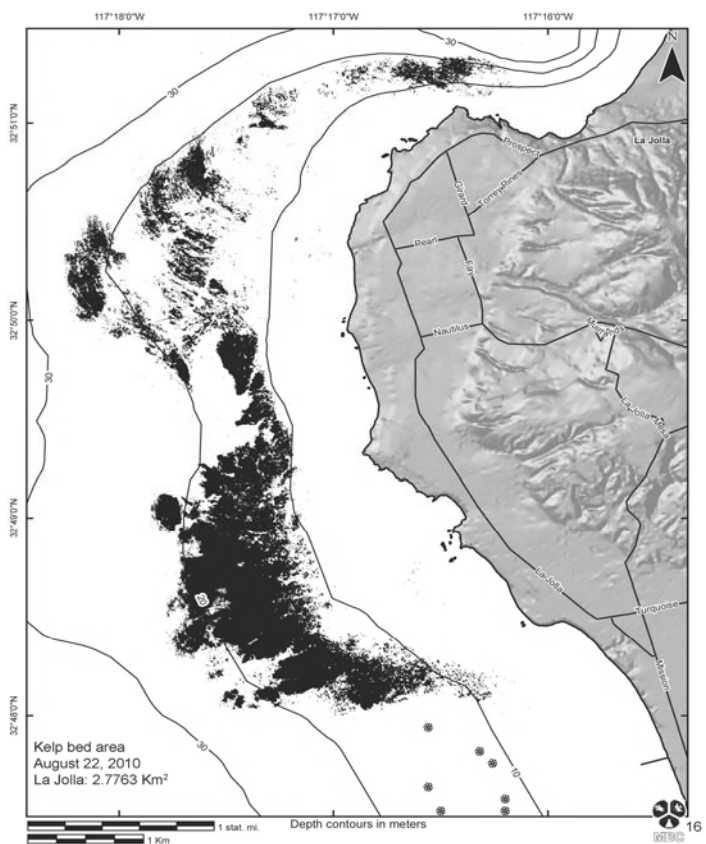 117°18'0"W
117°17'0"W
117°16'0"W
30
N
30
32°51'0"N
Prospect
La Jolla
Girard
Torrey Pines
Pearl
Fay
32°50'0"N
Nautilus
Muirlands
30
La Jolla Mesa
32°49'0"N
20
La Jolla
Turquoise
Mission
32°48'0"N
30
10
Kelp bed area
August 22, 2010
La Jolla: 2.7763 Km²
1 stat. mi.
Depth contours in meters
1 Km
MBC
16